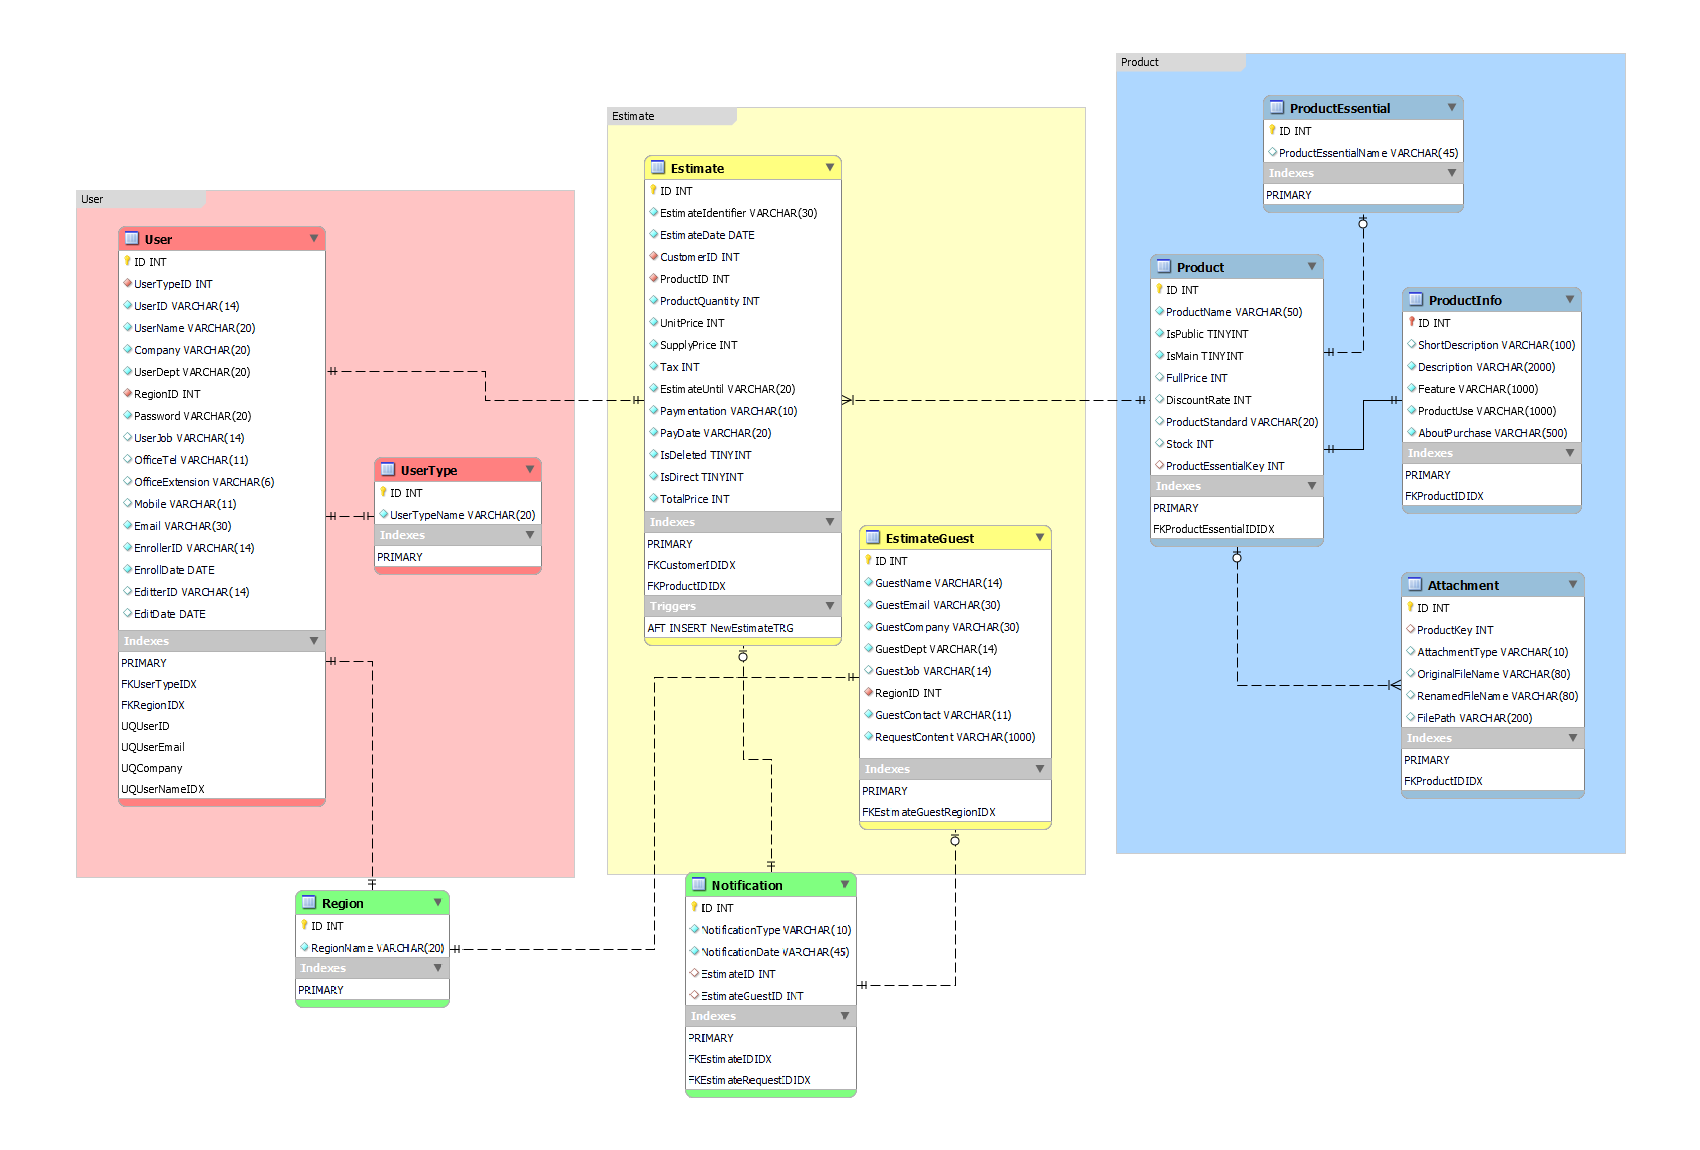 User
User
ID INT
UserTypeID INT
UserID VARCHAR(14)
UserName VARCHAR(20)
Company VARCHAR(20)
UserDept VARCHAR(20)
RegionID INT
Password VARCHAR(20)
UserJob VARCHAR(14)
OfficeTel VARCHAR(11)
OfficeExtension VARCHAR(6)
Mobile VARCHAR(11)
Email VARCHAR(30)
EnrollerID VARCHAR(14)
EnrollDate DATE
EditterID VARCHAR(14)
EditDate DATE
Indexes
PRIMARY
FKUserTypeIDX
FKRegionIDX
UQUserID
UQUserEmail
UQCompany
UQUserNameIDX
UserType
ID INT
UserTypeName VARCHAR(20)
Indexes
PRIMARY
Region
ID INT
RegionName VARCHAR(20)
Indexes
PRIMARY
Estimate
Estimate
ID INT
EstimateIdentifier VARCHAR(30)
EstimateDate DATE
CustomerID INT
ProductID INT
ProductQuantity INT
UnitPrice INT
SupplyPrice INT
Tax INT
EstimateUntil VARCHAR(20)
Paymentation VARCHAR(10)
PayDate VARCHAR(20)
IsDeleted TINYINT
IsDirect TINYINT
TotalPrice INT
Indexes
PRIMARY
FKCustomerIDIDX
FKProductIDIDX
Triggers
AFT INSERT NewEstimateTRG
EstimateGuest
ID INT
GuestName VARCHAR(14)
GuestEmail VARCHAR(30)
GuestCompany VARCHAR(30)
GuestDept VARCHAR(14)
GuestJob VARCHAR(14)
RegionID INT
GuestContact VARCHAR(11)
RequestContent VARCHAR(1000)
Indexes
PRIMARY
FKEstimateGuestRegionIDX
Notification
ID INT
NotificationType VARCHAR(10)
NotificationDate VARCHAR(45)
EstimateID INT
EstimateGuestID INT
Indexes
PRIMARY
FKEstimateIDIDX
FKEstimateRequestIDIDX
Product
ProductEssential
ID INT
ProductEssentialName VARCHAR(45)
Indexes
PRIMARY
Product
ID INT
ProductName VARCHAR(50)
IsPublic TINYINT
IsMain TINYINT
FullPrice INT
DiscountRate INT
ProductStandard VARCHAR(20)
Stock INT
ProductEssentialKey INT
Indexes
PRIMARY
FKProductEssentialIDIDX
ProductInfo
ID INT
ShortDescription VARCHAR(100)
Description VARCHAR(2000)
Feature VARCHAR(1000)
ProductUse VARCHAR(1000)
AboutPurchase VARCHAR(500)
Indexes
PRIMARY
FKProductIDIDX
Attachment
ID INT
ProductKey INT
AttachmentType VARCHAR(10)
OriginalFileName VARCHAR(80)
RenamedFileName VARCHAR(80)
FilePath VARCHAR(200)
Indexes
PRIMARY
FKProductIDIDX